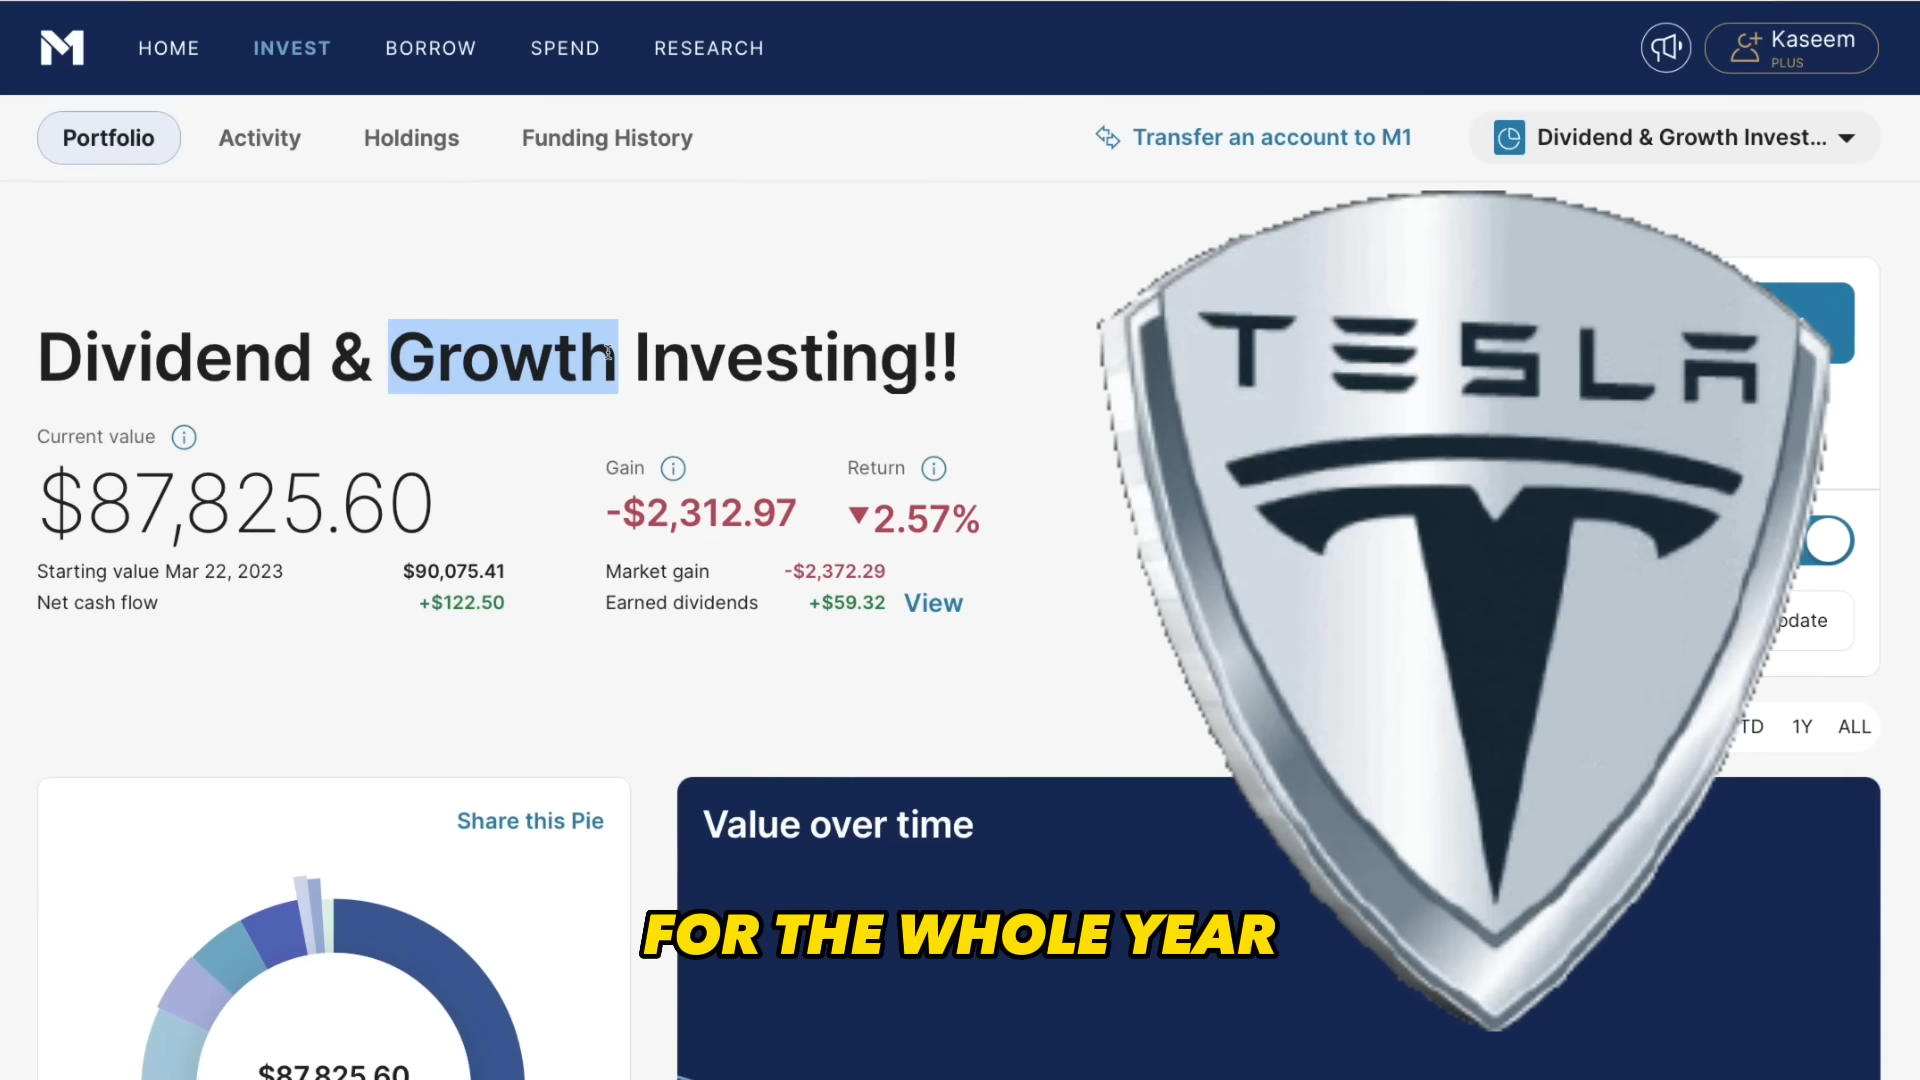 M HOME INVEST BORROW SPEND RESEARCH Kaseem
PLUS
Portfolio Activity Holdings Funding History Transfer an account to M1 Dividend & Growth Invest...
TESLA
Dividend & Growth Investing!!
Current value
$87,825.60
Gain Return
-$2,312.97 ▼2.57%
Starting value Mar 22, 2023 $90,075.41 Market gain -$2,372.29
Net cash flow +$122.50 Earned dividends +$59.32 View
1Y ALL
Share this Pie
Value over time
FOR THE WHOLE YEAR
$87,825.60